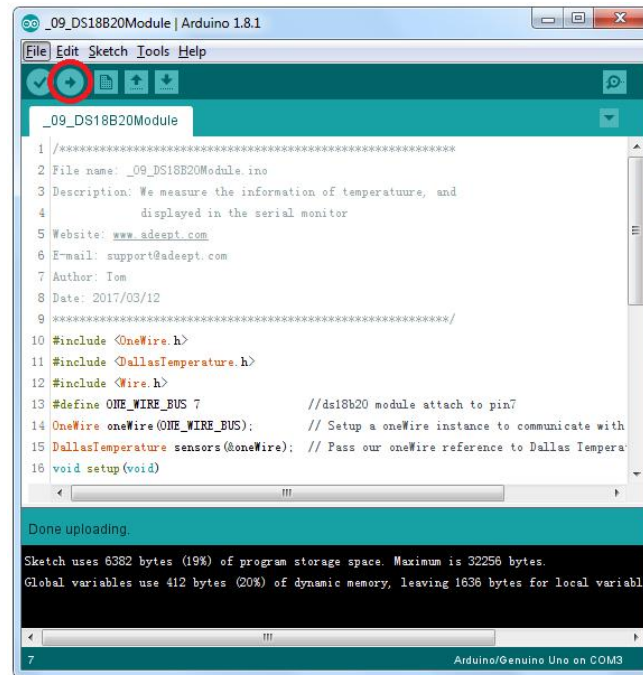 _09_DS18B20Module | Arduino 1.8.1
File Edit Sketch Tools Help
_09_DS18B20Module
1 /***********************************************************
2 File name: _09_DS18B20Module.ino
3 Description: We measure the information of temperatuure, and
4 displayed in the serial monitor
5 Website: www.adeept.com
6 E-mail: support@adeept.com
7 Author: Tom
8 Date: 2017/03/12
9 ***********************************************************/
10 #include <OneWire.h>
11 #include <DallasTemperature.h>
12 #include <Wire.h>
13 #define ONE_WIRE_BUS 7 //ds18b20 module attach to pin7
14 OneWire oneWire(ONE_WIRE_BUS); // Setup a oneWire instance to communicate with
15 DallasTemperature sensors(&oneWire); // Pass our oneWire reference to Dallas Tempera
16 void setup(void)
Done uploading.
Sketch uses 6382 bytes (19%) of program storage space. Maximum is 32256 bytes.
Global variables use 412 bytes (20%) of dynamic memory, leaving 1636 bytes for local variabl
7 Arduino/Genuino Uno on COM3